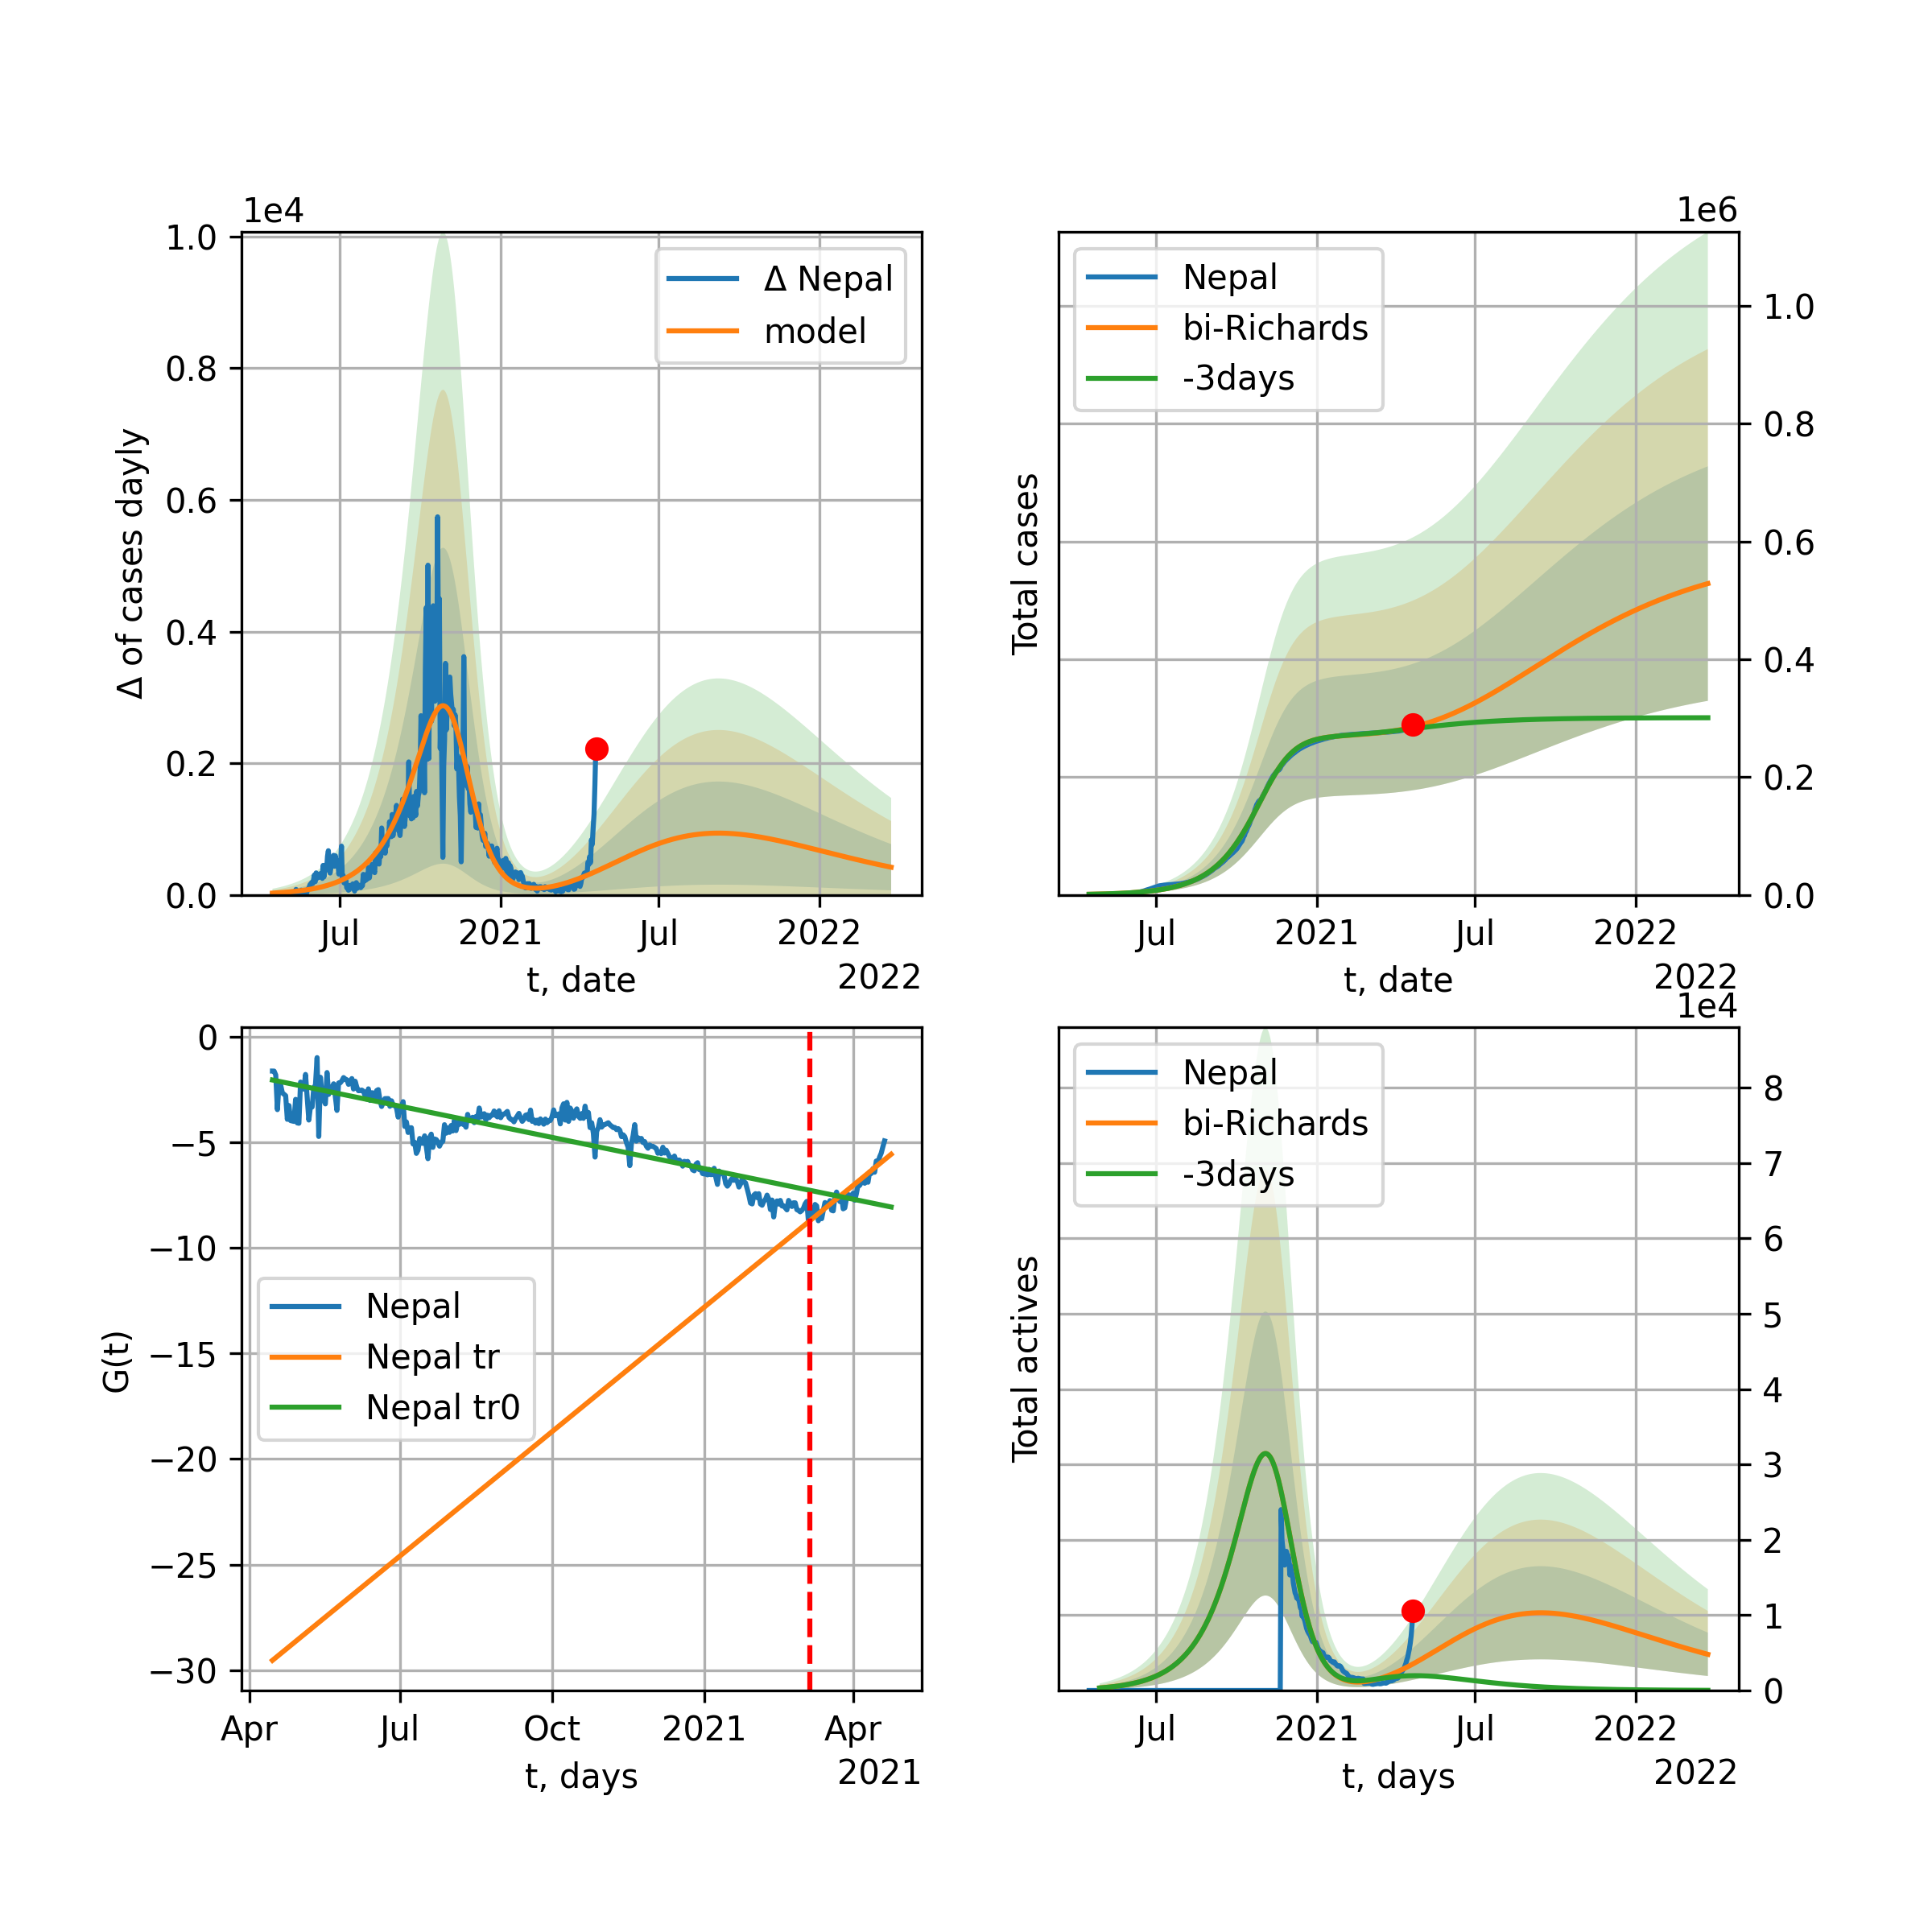 1e4
1.0
0.8
0.6
0.4
0.2
0.0
Δ of cases dayly
Δ Nepal
model
Jul 2021 Jul 2022
t, date
2022
1e6
Nepal
bi-Richards
-3days
Total cases
1.0
0.8
0.6
0.4
0.2
0.0
Jul 2021 Jul 2022
t, date
2022
0
−5
−10
−15
−20
−25
−30
G(t)
Nepal
Nepal tr
Nepal tr0
Apr Jul Oct 2021 Apr
t, days
2021
1e4
Nepal
bi-Richards
-3days
Total actives
8
7
6
5
4
3
2
1
0
Jul 2021 Jul 2022
t, days
2022